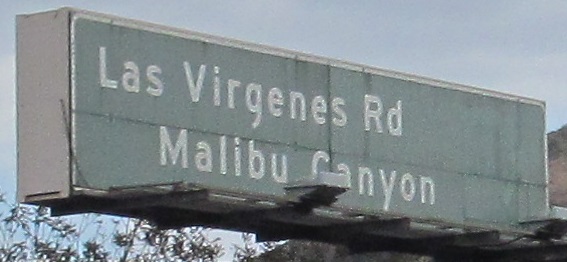 Las Virgenes Rd
Malibu Canyon